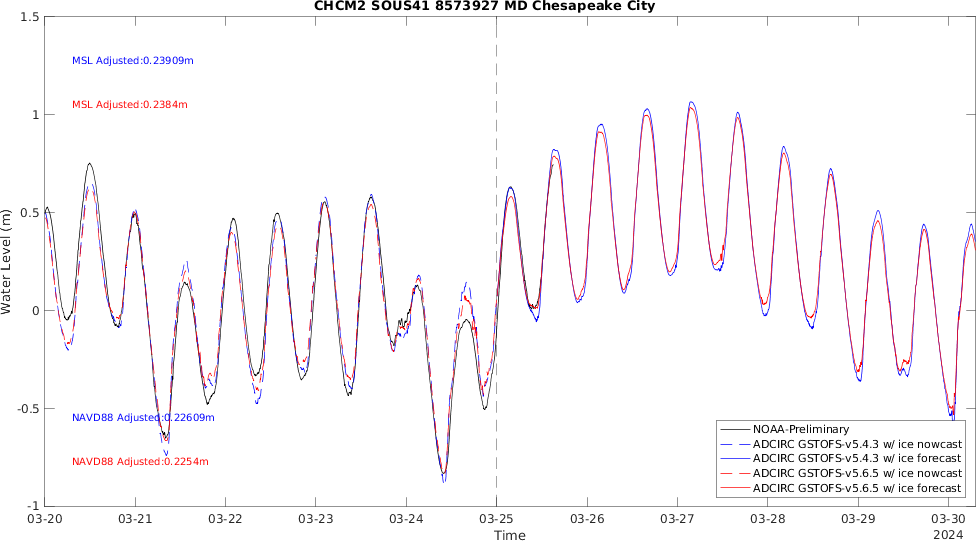 CHCM2 SOUS41 8573927 MD Chesapeake City
1.5
MSL Adjusted:0.23909m
1
MSL Adjusted:0.2384m
0.5
Water Level (m)
0
-0.5
NAVD88 Adjusted:0.22609m
NAVD88 Adjusted:0.2254m
NOAA-Preliminary
ADCIRC GSTOFS-v5.4.3 w/ ice nowcast
ADCIRC GSTOFS-v5.4.3 w/ ice forecast
ADCIRC GSTOFS-v5.6.5 w/ ice nowcast
ADCIRC GSTOFS-v5.6.5 w/ ice forecast
-1
03-20 03-21 03-22 03-23 03-24 03-25 03-26 03-27 03-28 03-29 03-30
Time
2024